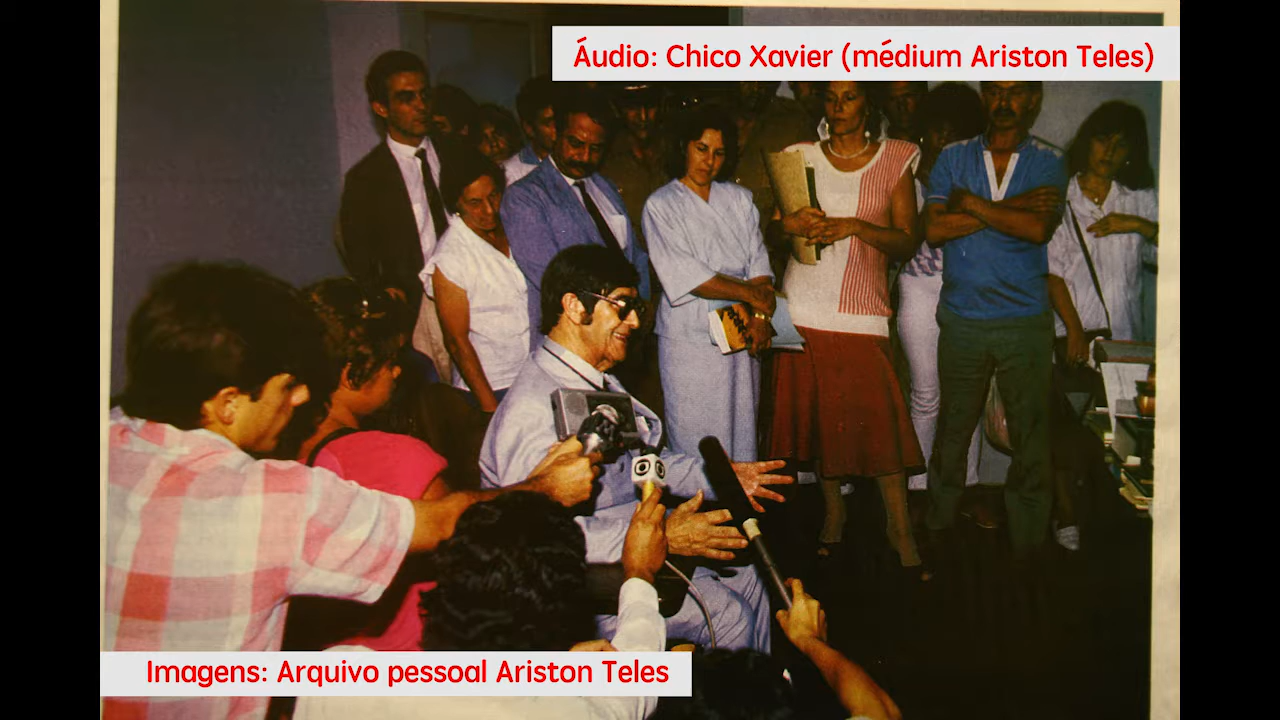 Áudio: Chico Xavier (médium Ariston Teles)
Imagens: Arquivo pessoal Ariston Teles